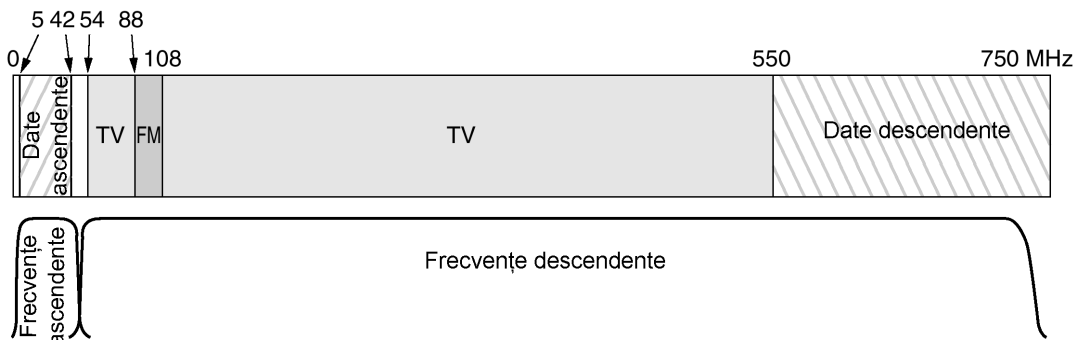 5 42 54 88
0 108 550 750 MHz
Date
ascendente
TV
FM
TV
Date descendente
Frecvențe
ascendente
Frecvențe descendente